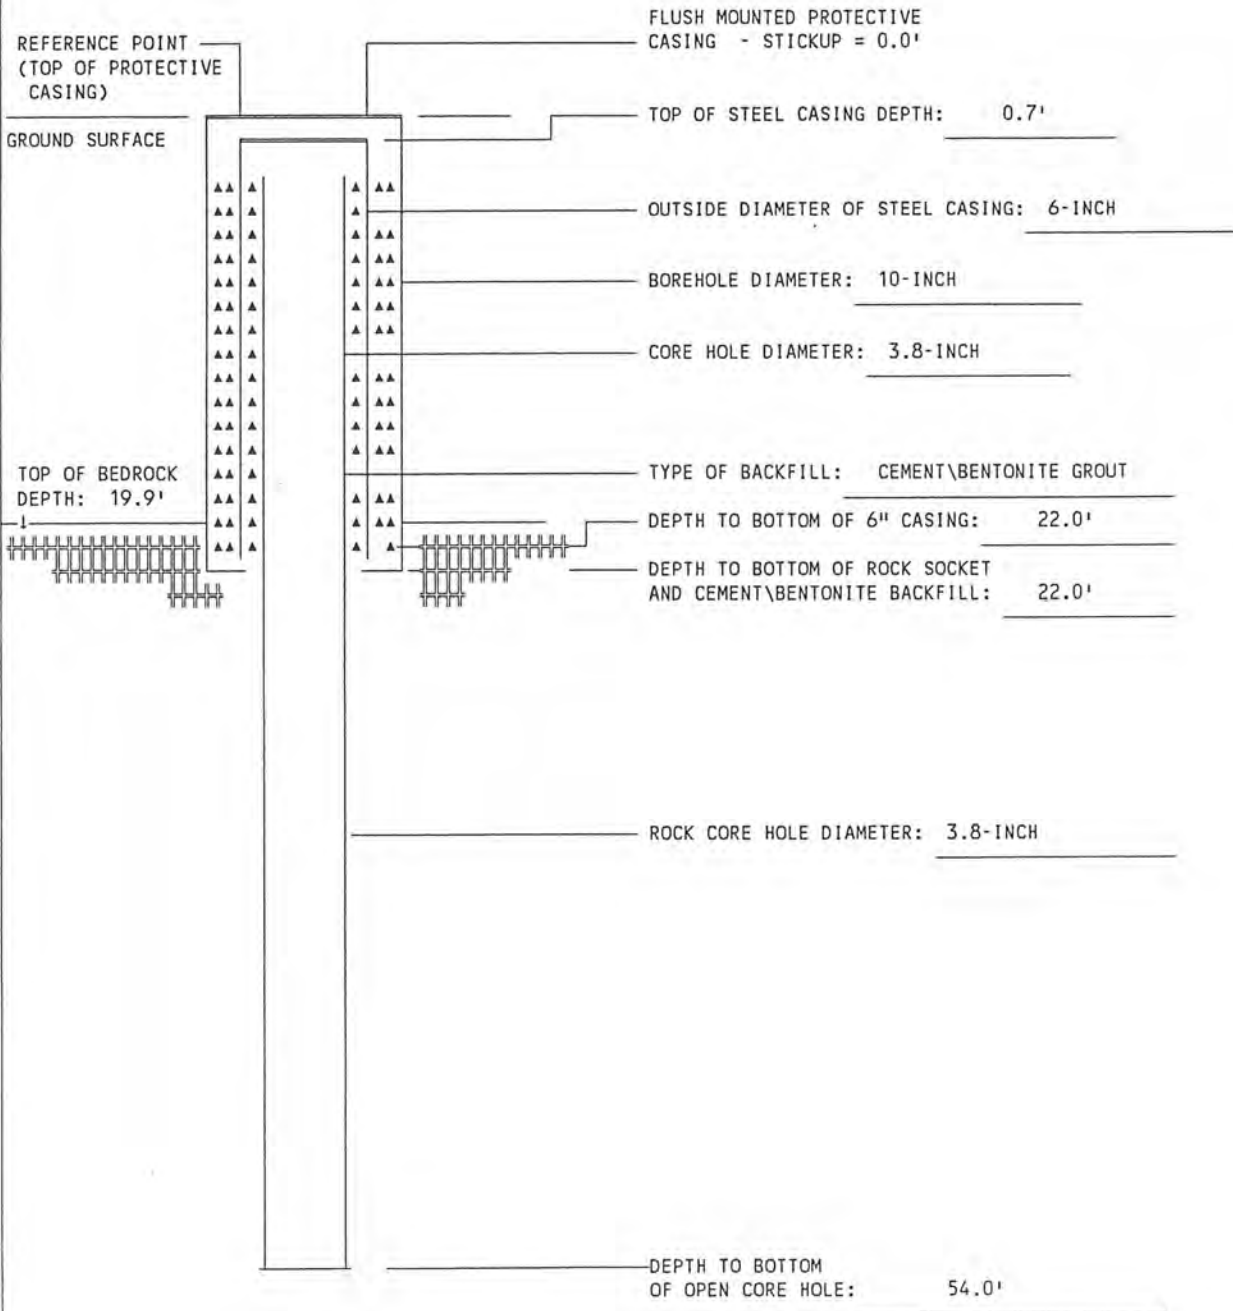 FLUSH MOUNTED PROTECTIVE
CASING - STICKUP = 0.0'
REFERENCE POINT
(TOP OF PROTECTIVE
CASING)
TOP OF STEEL CASING DEPTH: 0.7'
GROUND SURFACE
OUTSIDE DIAMETER OF STEEL CASING: 6-INCH
BOREHOLE DIAMETER: 10-INCH
CORE HOLE DIAMETER: 3.8-INCH
TYPE OF BACKFILL: CEMENT\BENTONITE GROUT
TOP OF BEDROCK
DEPTH: 19.9'
DEPTH TO BOTTOM OF 6" CASING: 22.0'
DEPTH TO BOTTOM OF ROCK SOCKET
AND CEMENT\BENTONITE BACKFILL: 22.0'
ROCK CORE HOLE DIAMETER: 3.8-INCH
DEPTH TO BOTTOM
OF OPEN CORE HOLE: 54.0'